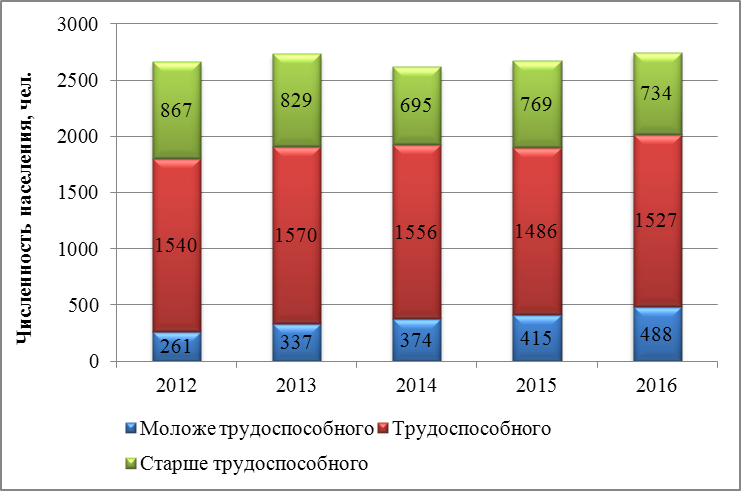 Численность населения, чел.
3000
2500
2000
1500
1000
500
0
867 829 695 769 734
1540 1570 1556 1486 1527
261 337 374 415 488
2012 2013 2014 2015 2016
Моложе трудоспособного Трудоспособного
Старше трудоспособного